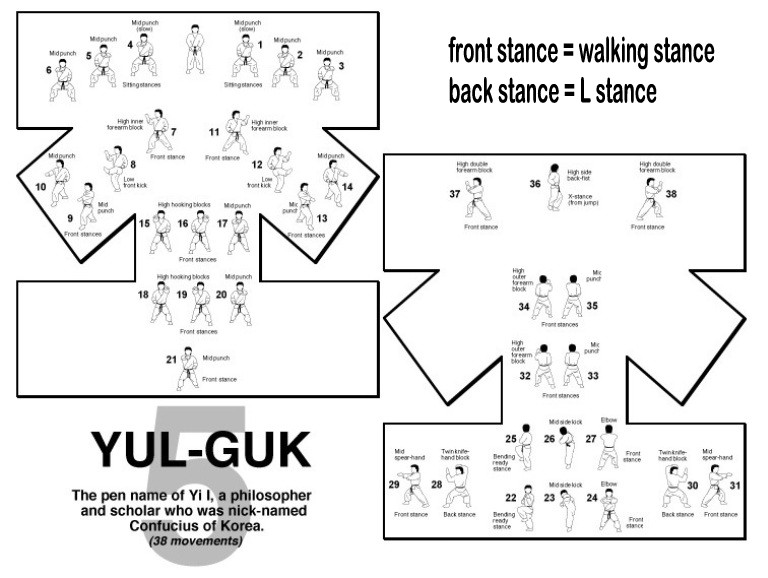 Mid punch
(slow)
4
Mid punch
(slow)
1
Mid punch
5
Mid punch
2
Mid punch
6
Mid punch
3
Sitting stances
Sitting stances
High inner
forearm block
7
Front stance
11
High inner
forearm block
Front stance
8
Low
front kick
12
Low
front kick
Mid punch
10
Mid punch
14
9
Mid
punch
Front stances
Mid
punch
13
Front stances
High hooking blocks
Mid punch
15
16
17
Front stances
High hooking blocks
Mid punch
18
19
20
Front stances
21
Mid punch
Front stance
5
YUL-GUK
The pen name of Yi I, a philosopher
and scholar who was nick-named
Confucius of Korea.
(38 movements)
front stance = walking stance
back stance = L stance
High double
forearm block
37
Front stance
36
High side
back-fist
X-stance
(from jump)
High double
forearm block
38
Front stance
High
outer
forearm
block
34
Mid
punch
35
Front stances
High
outer
forearm
block
32
Mid
punch
33
Front stances
25
Bending
ready
stance
Mid side kick
26
Elbow
27
Front
stance
Mid
spear-hand
29
Front stance
Twin knife-
hand block
28
Back stance
22
Bending
ready
stance
Mid side kick
23
Elbow
24
Front
stance
Twin knife-
hand block
30
Back stance
Mid
spear-hand
31
Front stance